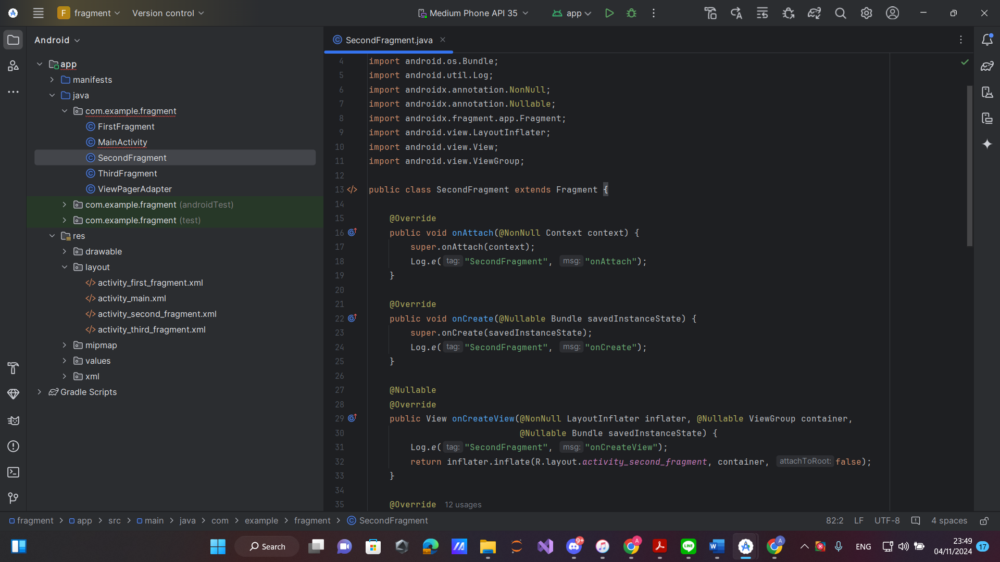 F fragment Version control Medium Phone API 35 app
Android
SecondFragment.java
app
manifests
java
com.example.fragment
FirstFragment
MainActivity
SecondFragment
ThirdFragment
ViewPagerAdapter
com.example.fragment (androidTest)
com.example.fragment (test)
res
drawable
layout
activity_first_fragment.xml
activity_main.xml
activity_second_fragment.xml
activity_third_fragment.xml
mipmap
values
xml
Gradle Scripts
4 import android.os.Bundle;
5 import android.util.Log;
6 import androidx.annotation.NonNull;
7 import androidx.annotation.Nullable;
8 import androidx.fragment.app.Fragment;
9 import android.view.LayoutInflater;
10 import android.view.View;
11 import android.view.ViewGroup;
12
13 public class SecondFragment extends Fragment {
14
15 @Override
16 public void onAttach(@NonNull Context context) {
17 super.onAttach(context);
18 Log.e( tag: "SecondFragment", msg: "onAttach");
19 }
20
21 @Override
22 public void onCreate(@Nullable Bundle savedInstanceState) {
23 super.onCreate(savedInstanceState);
24 Log.e( tag: "SecondFragment", msg: "onCreate");
25 }
26
27 @Nullable
28 @Override
29 public View onCreateView(@NonNull LayoutInflater inflater, @Nullable ViewGroup container,
30 @Nullable Bundle savedInstanceState) {
31 Log.e( tag: "SecondFragment", msg: "onCreateView");
32 return inflater.inflate(R.layout.activity_second_fragment, container, attachToRoot: false);
33 }
34
35 @Override 12 usages
fragment > app > src > main > java > com > example > fragment > SecondFragment
82:2 LF UTF-8 4 spaces
Search
9+
A
A
LINE
W
ENG
23:49
04/11/2024
17